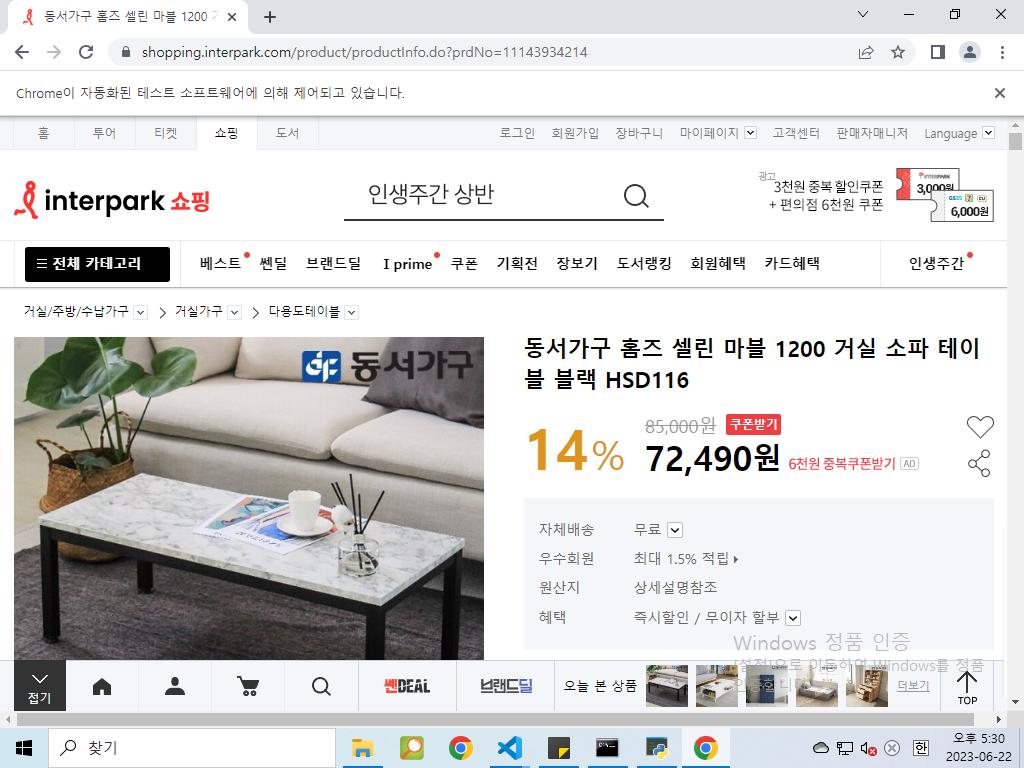 동서가구 홈즈 셀린 마블 1200 거
shopping.interpark.com/product/productInfo.do?prdNo=11143934214
Chrome이 자동화된 테스트 소프트웨어에 의해 제어되고 있습니다.
홈 투어 티켓 쇼핑 도서 로그인 회원가입 장바구니 마이페이지 고객센터 판매자매니저 Language
interpark 쇼핑 인생주간 상반
광고
3천원 중복 할인쿠폰
+ 편의점 6천원 쿠폰
INTERPARK
3,000원
GS25 CU
6,000원
전체 카테고리 베스트 쎈딜 브랜드딜 I prime 쿠폰 기획전 장보기 도서랭킹 회원혜택 카드혜택 인생주간
거실/주방/수납가구 > 거실가구 > 다용도테이블
동서가구
동서가구 홈즈 셀린 마블 1200 거실 소파 테이
블 블랙 HSD116
85,000원 쿠폰받기
14% 72,490원 6천원 중복쿠폰받기 AD
자체배송 무료
우수회원 최대 1.5% 적립
원산지 상세설명참조
혜택 즉시할인 / 무이자 할부
Windows 정품 인증
[설정]으로 이동하여 Windows를 정품
접기 쎈DEAL 브랜드딜 오늘 본 상품 더보기 TOP
찾기
한
오후 5:30
2023-06-22